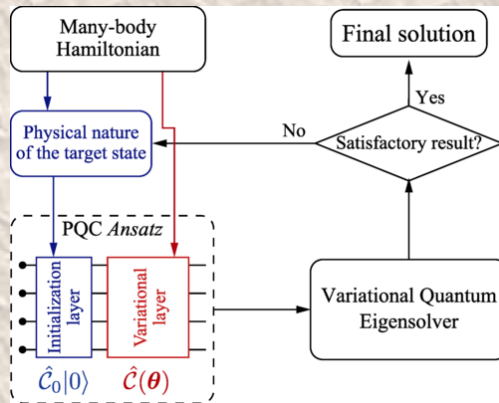 Many-body
Hamiltonian
Final solution
Yes
Physical nature
of the target state
No
Satisfactory result?
PQC Ansatz
Initialization
layer
Variational
layer
Variational Quantum
Eigensolver
Ĉ₀|0⟩
Ĉ(θ)